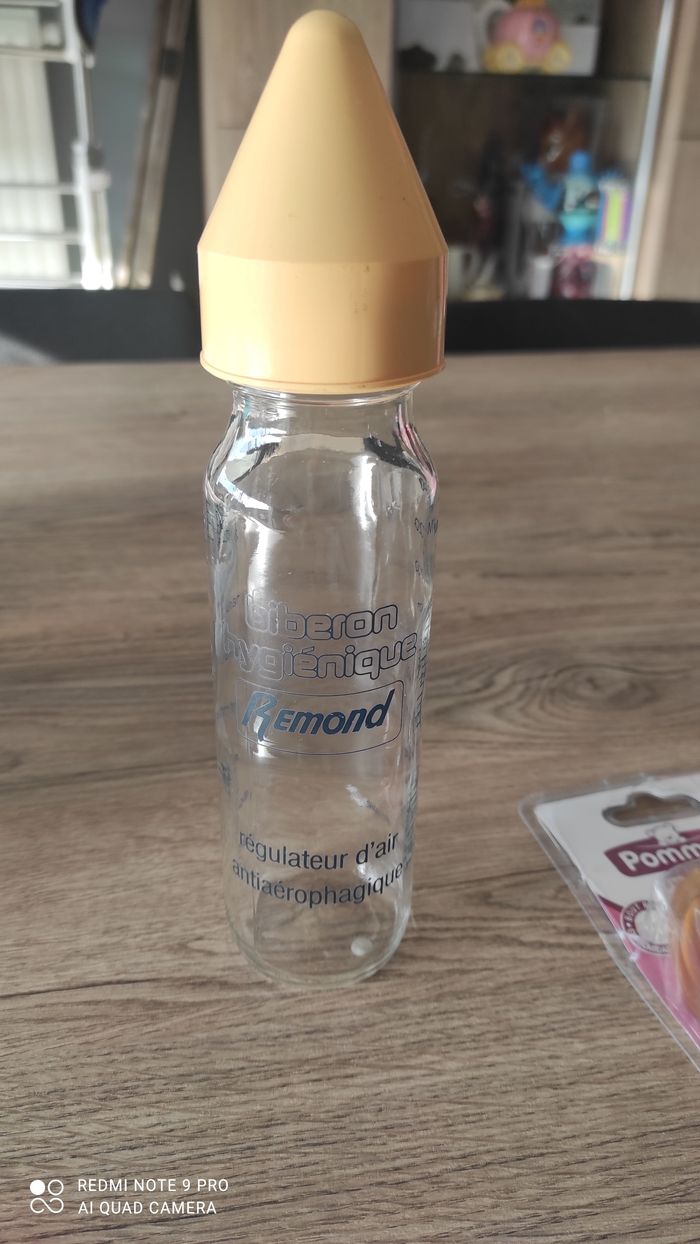 biberon
hygiénique
Remond
régulateur d'air
antiaérophagique
Pomm
REDMI NOTE 9 PRO
AI QUAD CAMERA